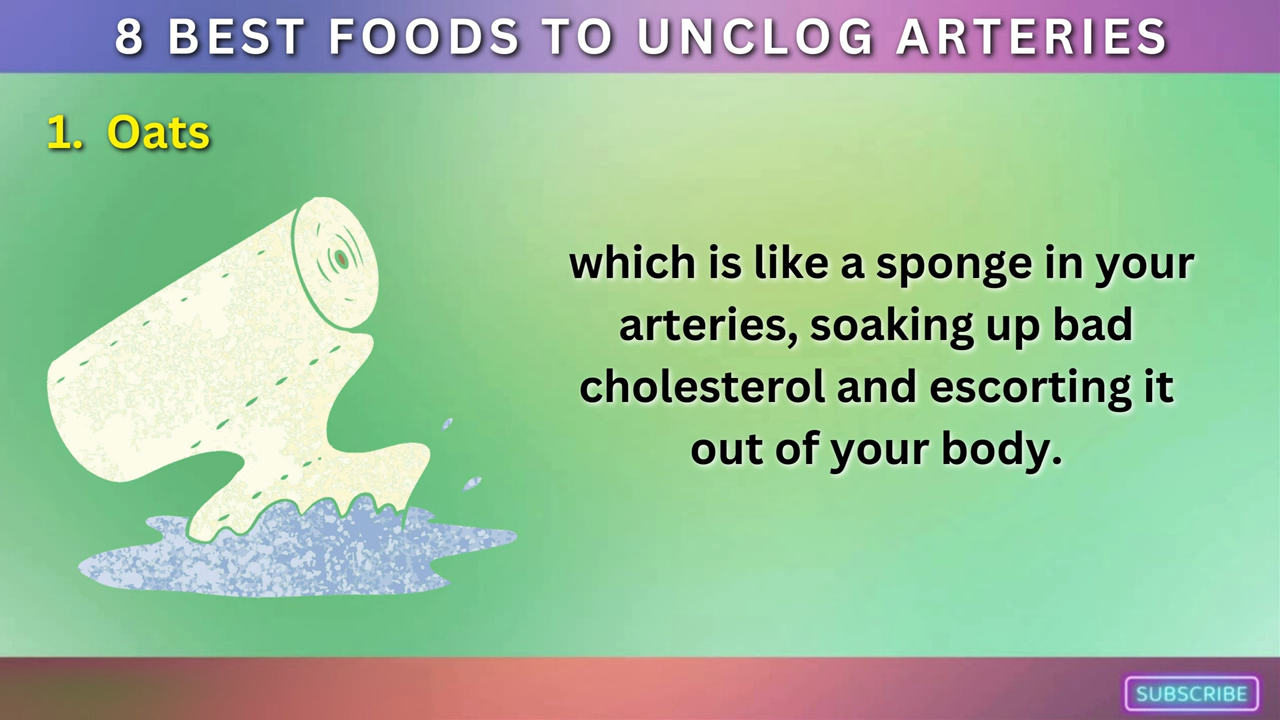 8 BEST FOODS TO UNCLOG ARTERIES
1. Oats
which is like a sponge in your
arteries, soaking up bad
cholesterol and escorting it
out of your body.
SUBSCRIBE